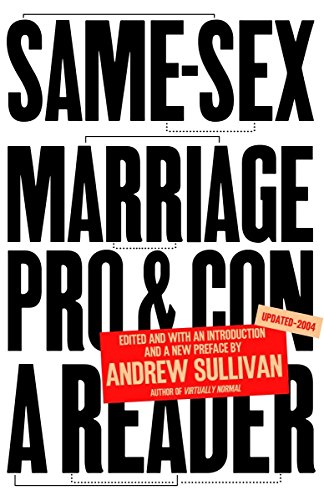 SAME-SEX
MARRIAGE
PRO & CON
UPDATED-2004
EDITED AND WITH AN INTRODUCTION
AND A NEW PREFACE BY
ANDREW SULLIVAN
AUTHOR OF VIRTUALLY NORMAL
A READER